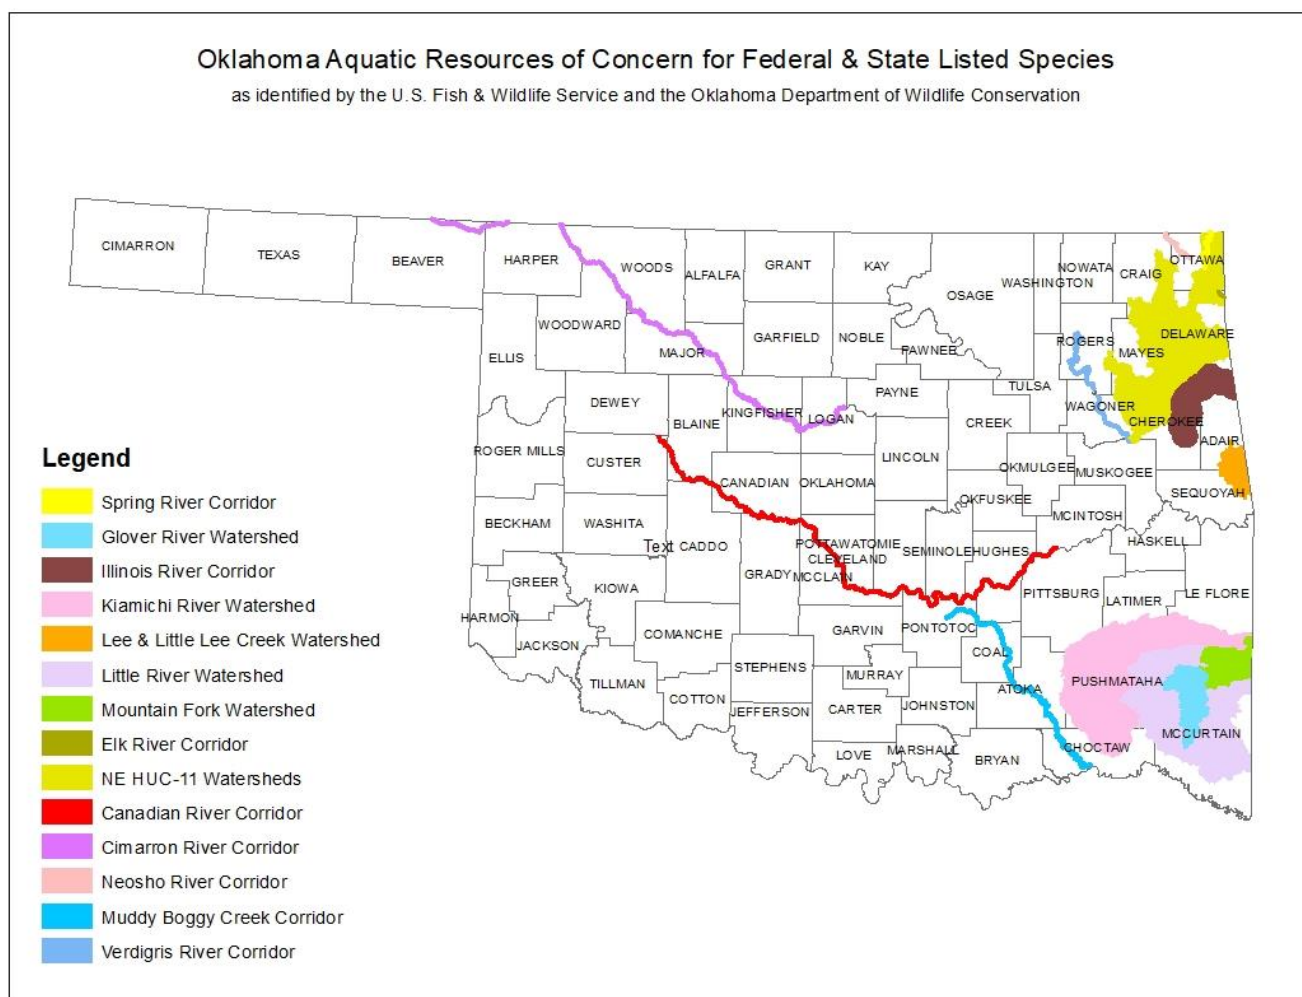 Oklahoma Aquatic Resources of Concern for Federal & State Listed Species
as identified by the U.S. Fish & Wildlife Service and the Oklahoma Department of Wildlife Conservation
CIMARRON
TEXAS
BEAVER
HARPER
WOODS
ALFALFA
GRANT
KAY
OSAGE
WASHINGTON
NOWATA
CRAIG
OTTAWA
WOODWARD
ELLIS
MAJOR
GARFIELD
NOBLE
PAWNEE
ROGERS
MAYES
DELAWARE
DEWEY
BLAINE
KINGFISHER
LOGAN
PAYNE
TULSA
CREEK
WAGONER
CHEROKEE
ADAIR
ROGER MILLS
CUSTER
CANADIAN
OKLAHOMA
LINCOLN
OKMULGEE
MUSKOGEE
SEQUOYAH
BECKHAM
WASHITA
Text
CADDO
GRADY
POTTAWATOMIE
CLEVELAND
MCCLAIN
SEMINOLE
OKFUSKEE
HUGHES
MCINTOSH
HASKELL
PITTSBURG
LATIMER
LE FLORE
GREER
KIOWA
HARMON
JACKSON
COMANCHE
GARVIN
PONTOTOC
COAL
STEPHENS
MURRAY
TILLMAN
COTTON
JEFFERSON
CARTER
JOHNSTON
ATOKA
PUSHMATAHA
LOVE
MARSHALL
BRYAN
CHOCTAW
MCCURTAIN
Legend
Spring River Corridor
Glover River Watershed
Illinois River Corridor
Kiamichi River Watershed
Lee & Little Lee Creek Watershed
Little River Watershed
Mountain Fork Watershed
Elk River Corridor
NE HUC-11 Watersheds
Canadian River Corridor
Cimarron River Corridor
Neosho River Corridor
Muddy Boggy Creek Corridor
Verdigris River Corridor